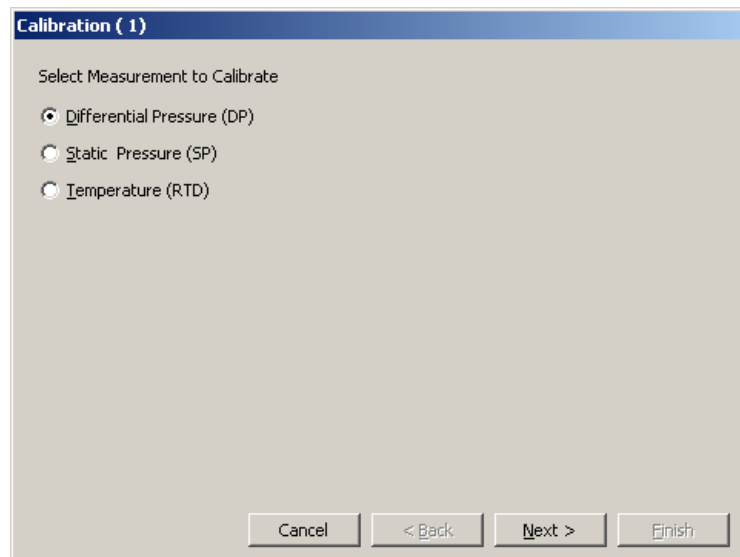 Calibration ( 1)
Select Measurement to Calibrate
Differential Pressure (DP)
Static Pressure (SP)
Temperature (RTD)
Cancel < Back Next > Finish